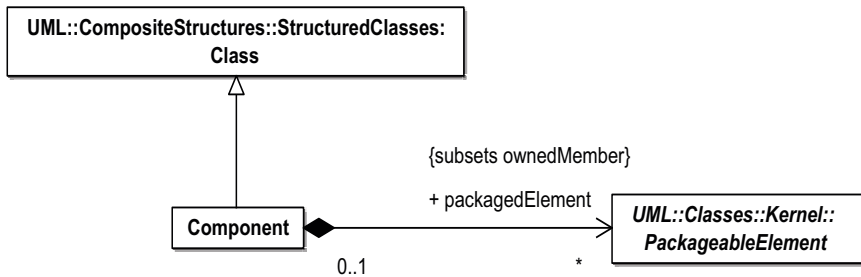 UML::CompositeStructures::StructuredClasses:
Class
{subsets ownedMember}
+ packagedElement
Component
UML::Classes::Kernel::
PackageableElement
0..1
*